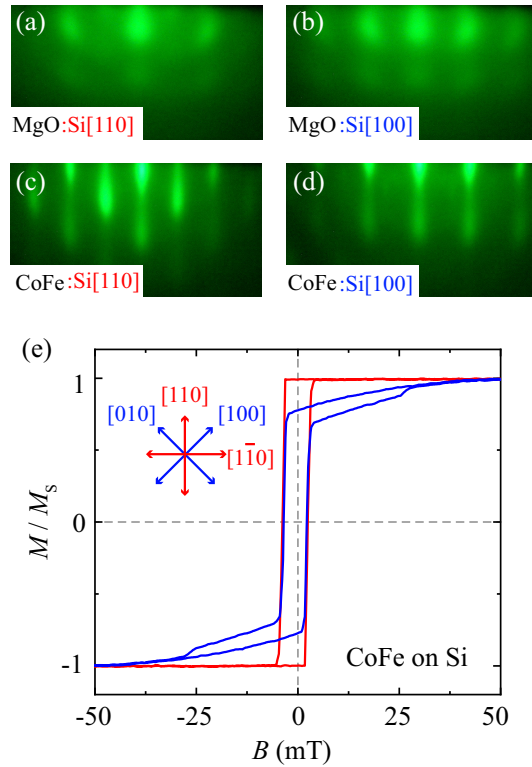 (a)
MgO:Si[110]
(b)
MgO:Si[100]
(c)
CoFe:Si[110]
(d)
CoFe:Si[100]
(e)
1
0
-1
M / Ms
[110]
[010]
[100]
[11̄0]
CoFe on Si
-50
-25
0
25
50
B (mT)